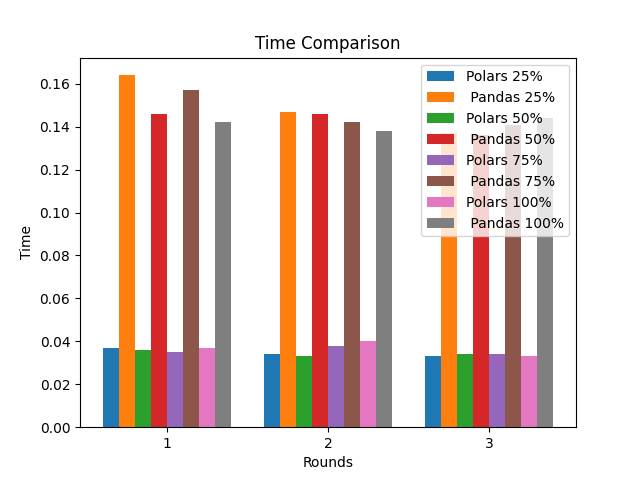 Time Comparison
0.16
0.14
0.12
0.10
0.08
0.06
0.04
0.02
0.00
Time
1 2 3
Rounds
Polars 25%
Pandas 25%
Polars 50%
Pandas 50%
Polars 75%
Pandas 75%
Polars 100%
Pandas 100%